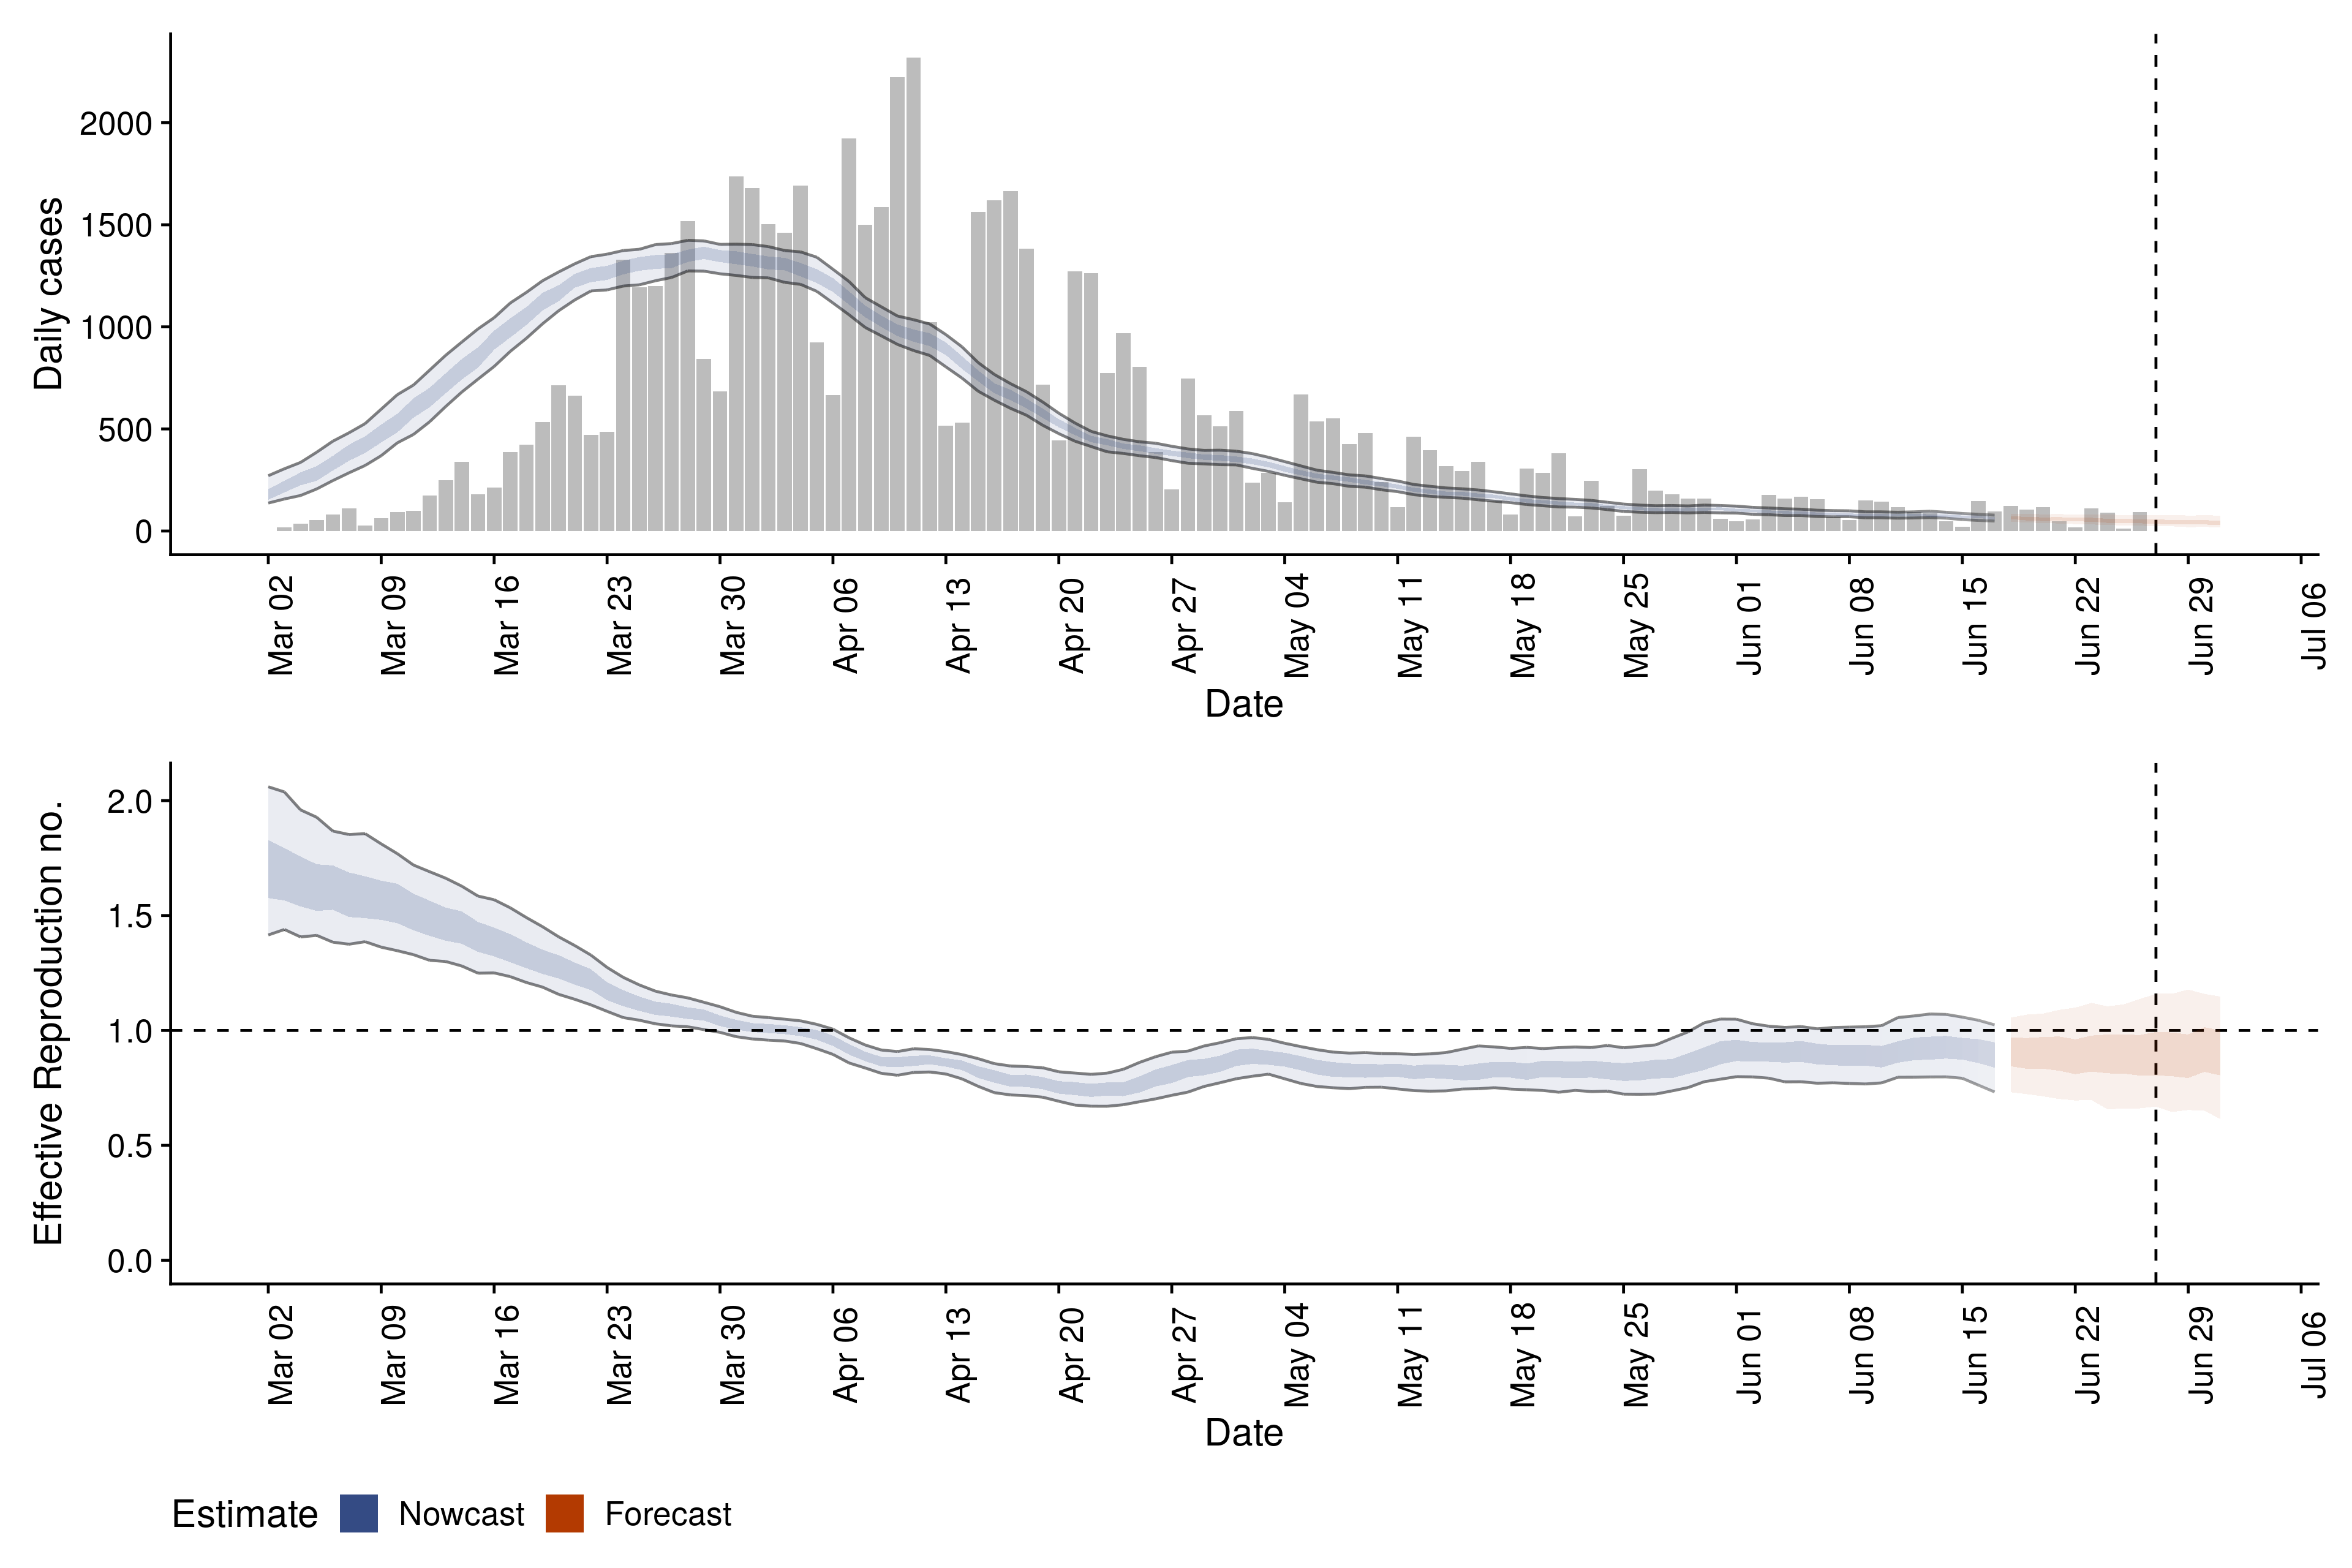 Daily cases
2000
1500
1000
500
0
Mar 02 Mar 09 Mar 16 Mar 23 Mar 30 Apr 06 Apr 13 Apr 20 Apr 27 May 04 May 11 May 18 May 25 Jun 01 Jun 08 Jun 15 Jun 22 Jun 29 Jul 06
Date
Effective Reproduction no.
2.0
1.5
1.0
0.5
0.0
Mar 02 Mar 09 Mar 16 Mar 23 Mar 30 Apr 06 Apr 13 Apr 20 Apr 27 May 04 May 11 May 18 May 25 Jun 01 Jun 08 Jun 15 Jun 22 Jun 29 Jul 06
Date
Estimate Nowcast Forecast